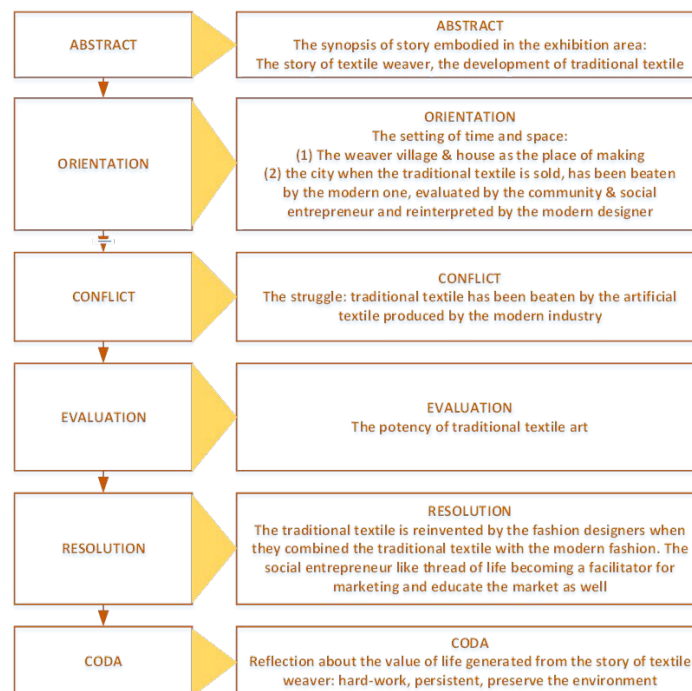 ABSTRACT
ABSTRACT
The synopsis of story embodied in the exhibition area:
The story of textile weaver, the development of traditional textile
ORIENTATION
ORIENTATION
The setting of time and space:
(1) The weaver village & house as the place of making
(2) the city when the traditional textile is sold, has been beaten
by the modern one, evaluated by the community & social
entrepreneur and reinterpreted by the modern designer
CONFLICT
CONFLICT
The struggle: traditional textile has been beaten by the artificial
textile produced by the modern industry
EVALUATION
EVALUATION
The potency of traditional textile art
RESOLUTION
RESOLUTION
The traditional textile is reinvented by the fashion designers when
they combined the traditional textile with the modern fashion. The
social entrepreneur like thread of life becoming a facilitator for
marketing and educate the market as well
CODA
CODA
Reflection about the value of life generated from the story of textile
weaver: hard-work, persistent, preserve the environment